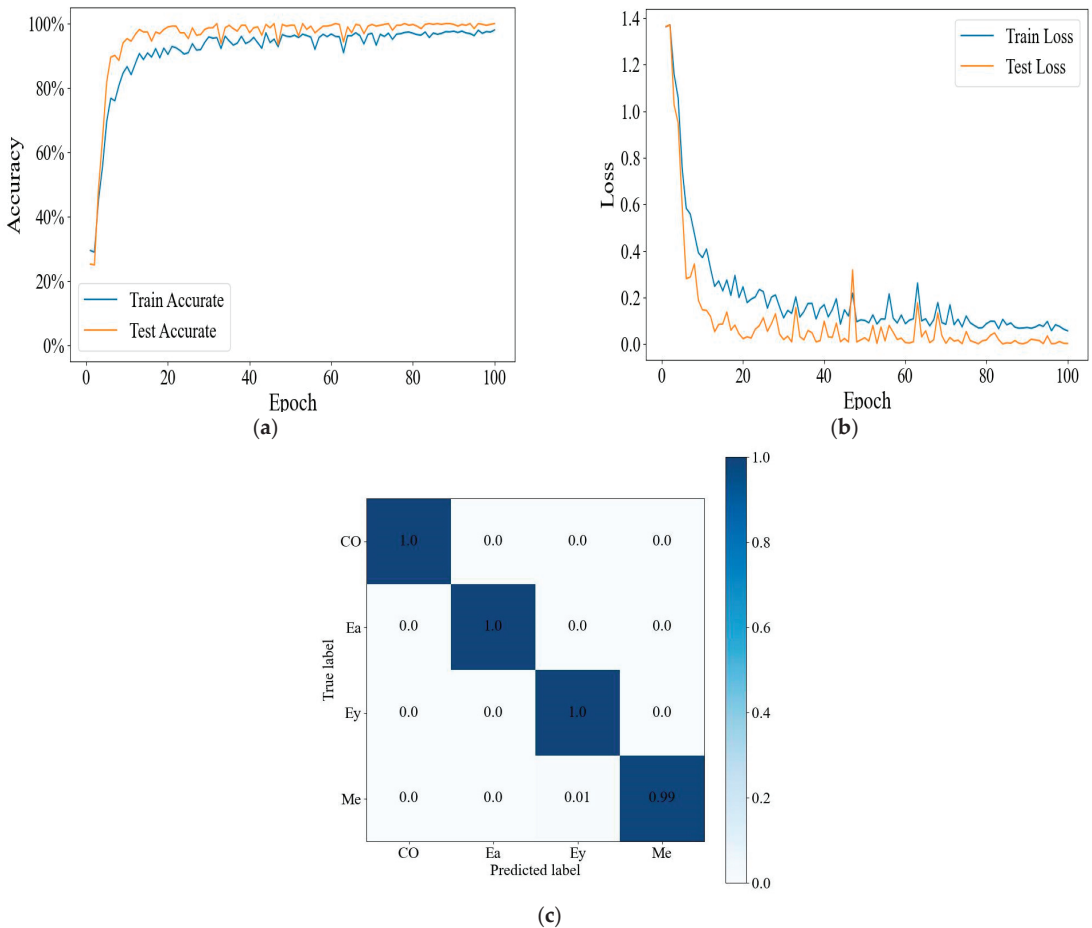 100%
80%
60%
40%
20%
0%
Accuracy
Train Accurate
Test Accurate
0 20 40 60 80 100
Epoch
(a)
1.4
1.2
1.0
0.8
0.6
0.4
0.2
0.0
Loss
Train Loss
Test Loss
0 20 40 60 80 100
Epoch
(b)
True label
CO 1.0 0.0 0.0 0.0
Ea 0.0 1.0 0.0 0.0
Ey 0.0 0.0 1.0 0.0
Me 0.0 0.0 0.01 0.99
CO Ea Ey Me
Predicted label
1.0
0.8
0.6
0.4
0.2
0.0
(c)